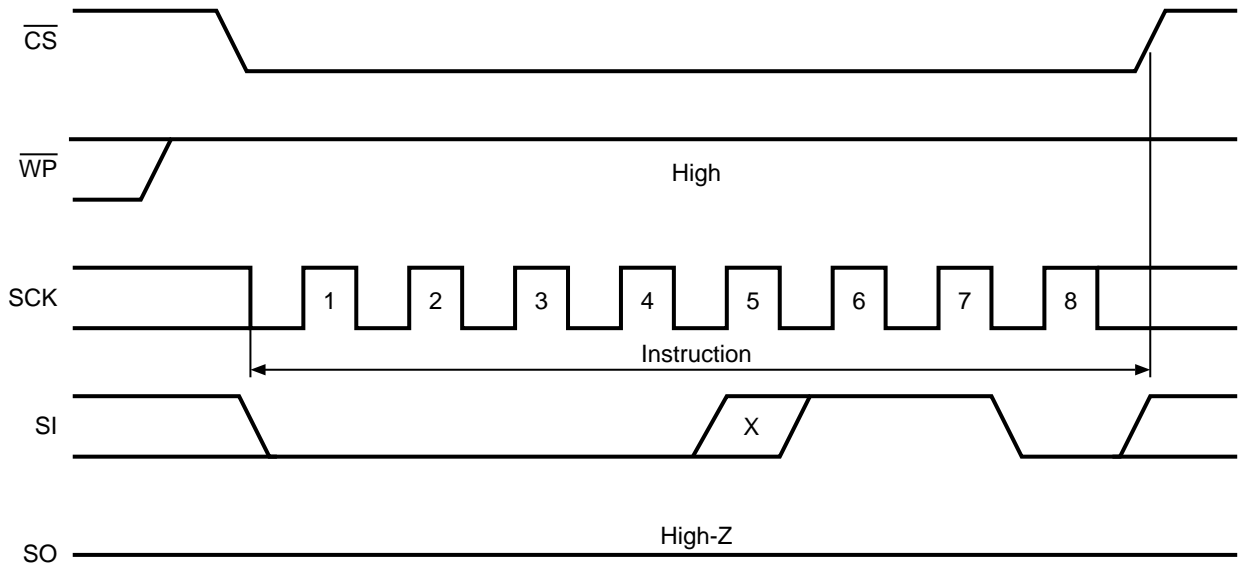 CS
WP
High
SCK
1 2 3 4 5 6 7 8
Instruction
SI
X
High-Z
SO